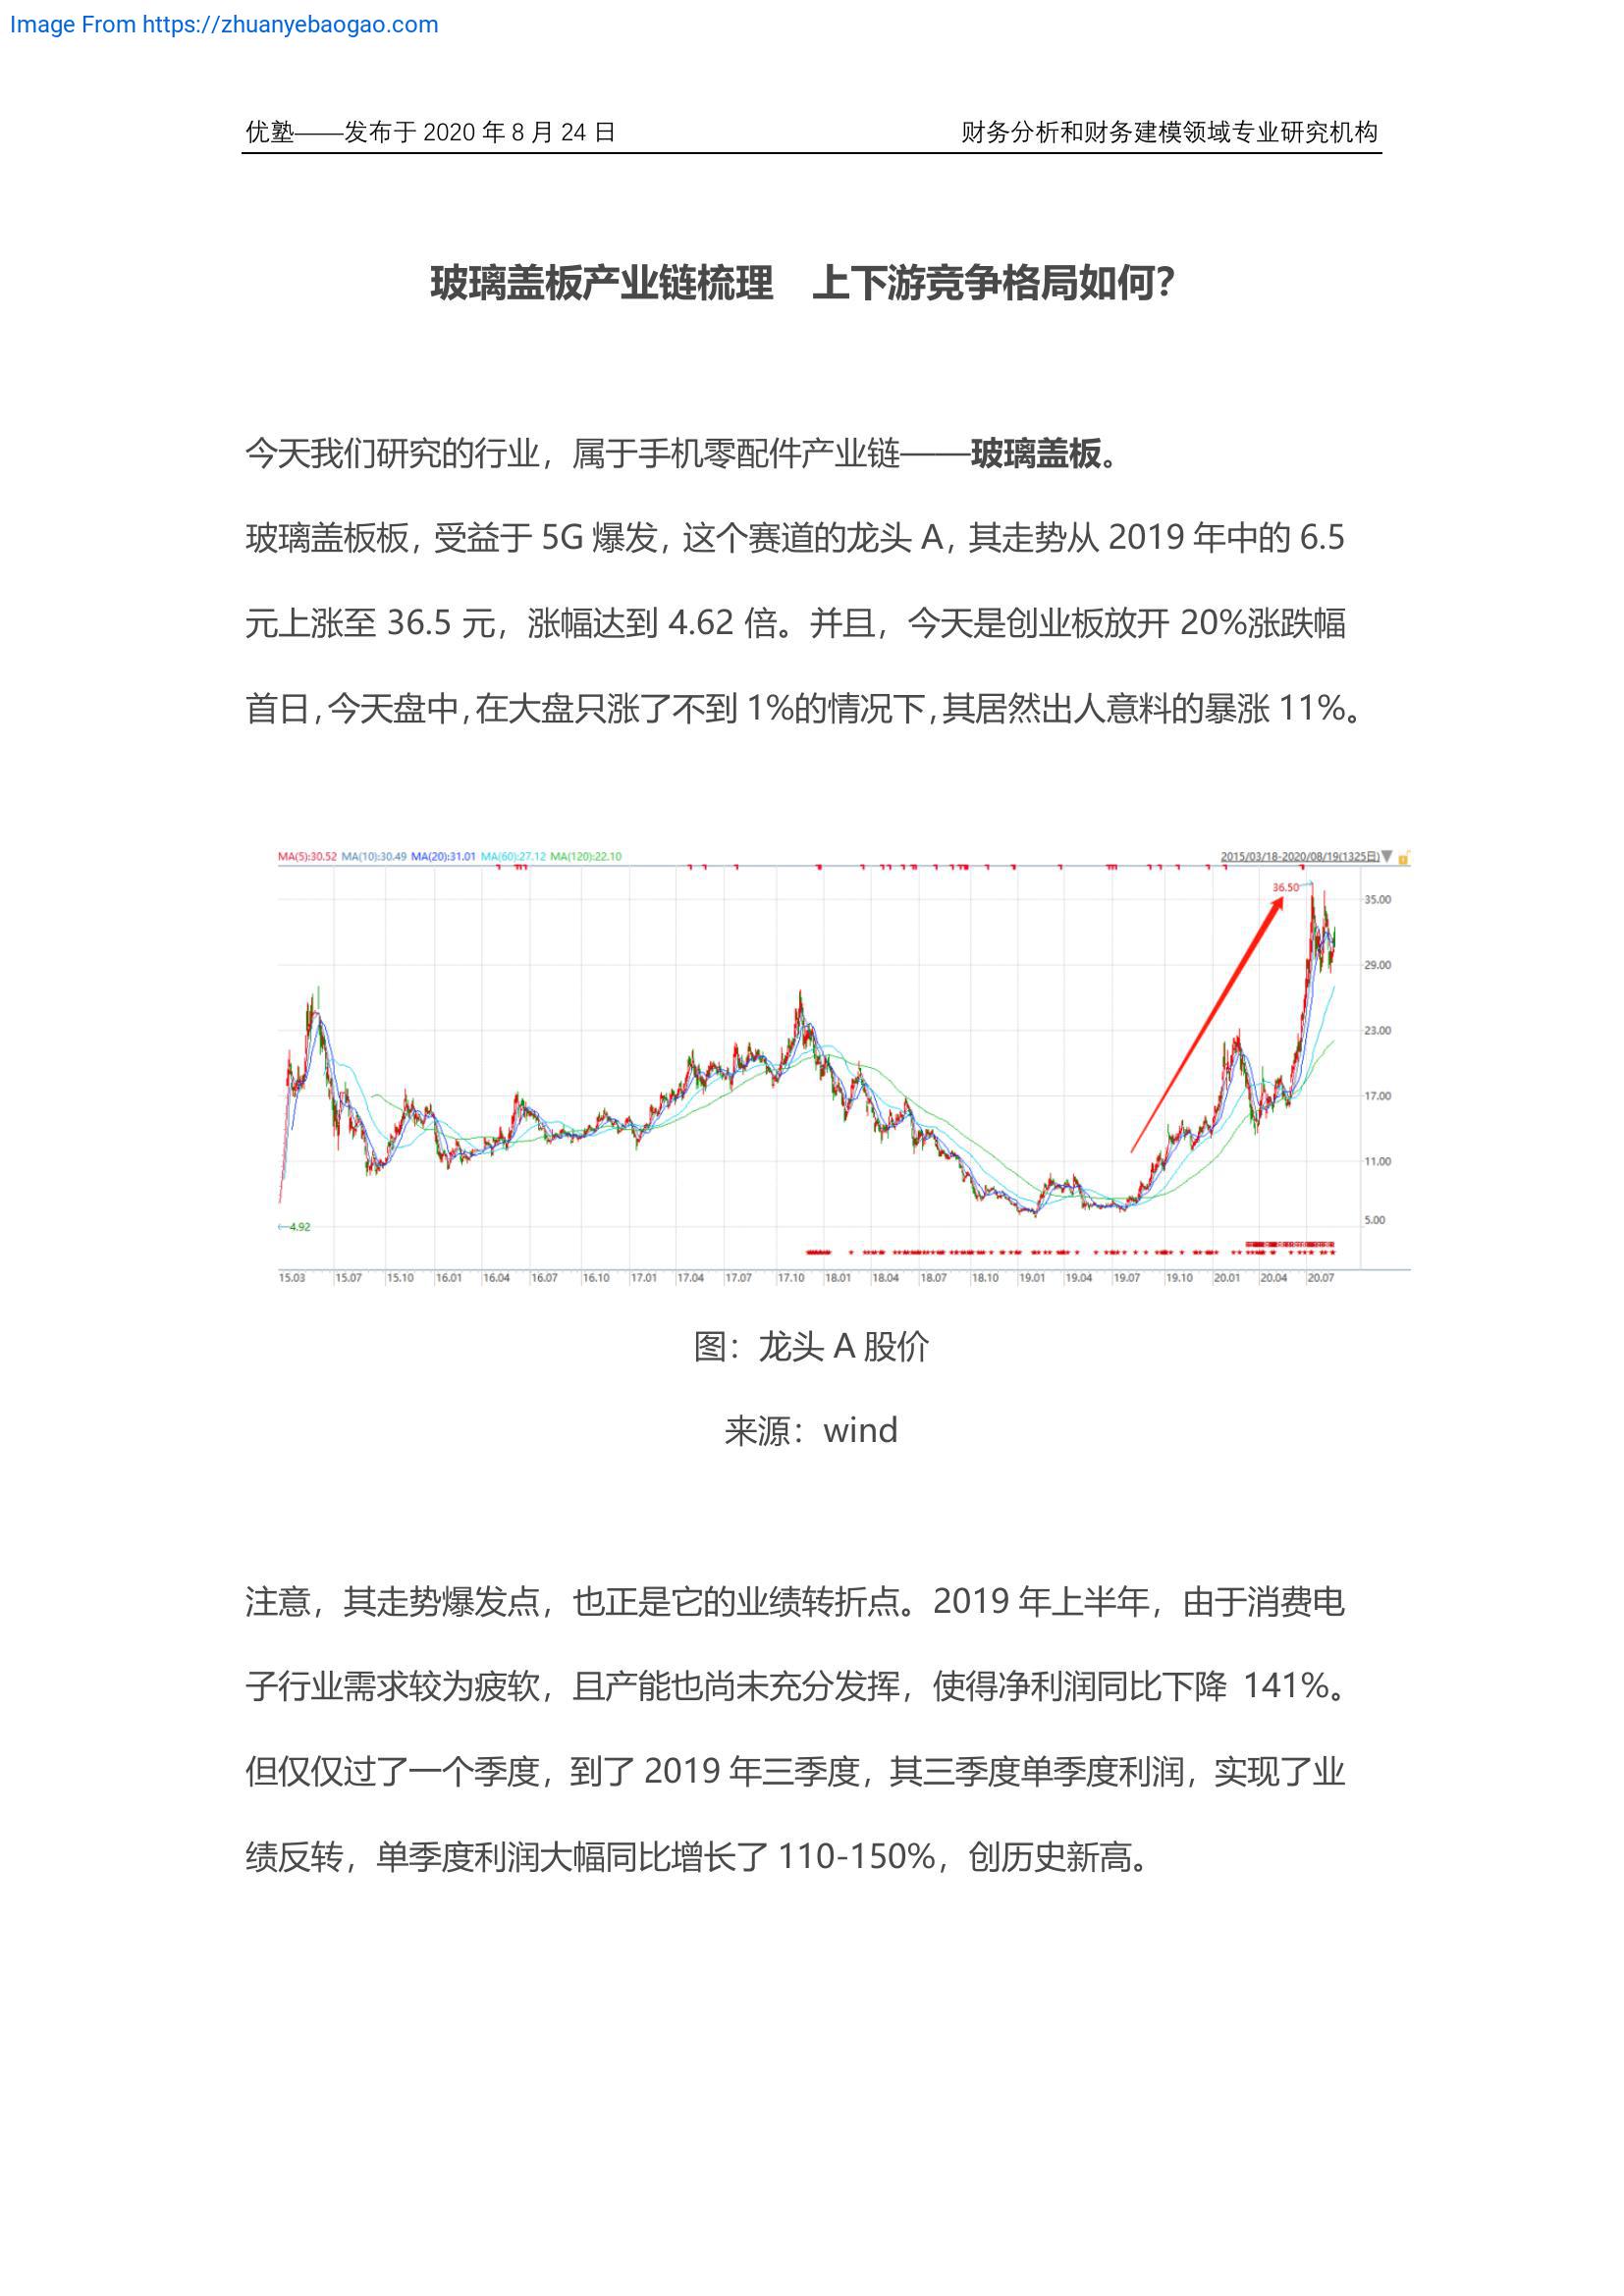 Image From https://zhuanyebaogao.com
优塾——发布于 2020 年 8 月 24 日 财务分析和财务建模领域专业研究机构
玻璃盖板产业链梳理 上下游竞争格局如何？
今天我们研究的行业，属于手机零配件产业链——玻璃盖板。
玻璃盖板板，受益于 5G 爆发，这个赛道的龙头 A，其走势从 2019 年中的 6.5
元上涨至 36.5 元，涨幅达到 4.62 倍。并且，今天是创业板放开 20%涨跌幅
首日，今天盘中，在大盘只涨了不到 1%的情况下，其居然出人意料的暴涨 11%。
MA(5):30.52 MA(10):30.49 MA(20):31.01 MA(60):27.12 MA(120):22.10 2015/03/18-2020/08/19(1325日)
36.50
35.00
29.00
23.00
17.00
11.00
5.00
4.92
15.03 15.07 15.10 16.01 16.04 16.07 16.10 17.01 17.04 17.07 17.10 18.01 18.04 18.07 18.10 19.01 19.04 19.07 19.10 20.01 20.04 20.07
图：龙头 A 股价
来源：wind
注意，其走势爆发点，也正是它的业绩转折点。2019 年上半年，由于消费电
子行业需求较为疲软，且产能也尚未充分发挥，使得净利润同比下降 141%。
但仅仅过了一个季度，到了 2019 年三季度，其三季度单季度利润，实现了业
绩反转，单季度利润大幅同比增长了 110-150%，创历史新高。